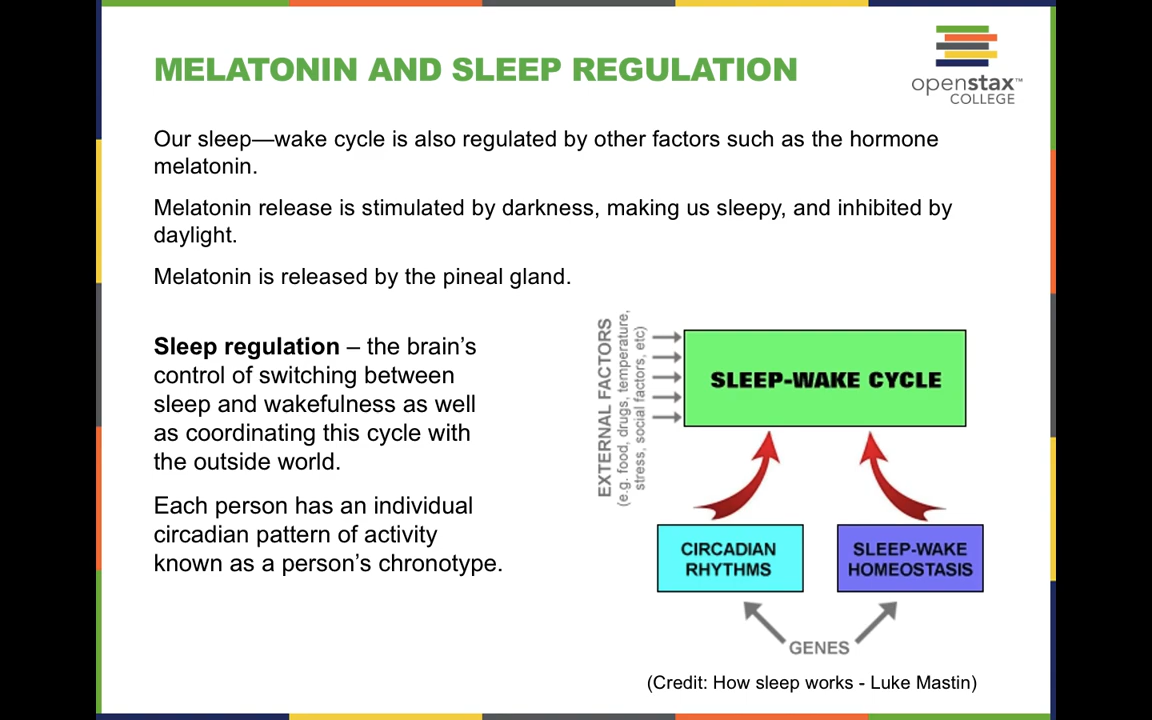 MELATONIN AND SLEEP REGULATION
openstax™
COLLEGE
Our sleep—wake cycle is also regulated by other factors such as the hormone
melatonin.
Melatonin release is stimulated by darkness, making us sleepy, and inhibited by
daylight.
Melatonin is released by the pineal gland.
Sleep regulation – the brain’s
control of switching between
sleep and wakefulness as well
as coordinating this cycle with
the outside world.
Each person has an individual
circadian pattern of activity
known as a person’s chronotype.
EXTERNAL FACTORS
(e.g. food, drugs, temperature,
stress, social factors, etc)
SLEEP-WAKE CYCLE
CIRCADIAN
RHYTHMS
SLEEP-WAKE
HOMEOSTASIS
GENES
(Credit: How sleep works - Luke Mastin)